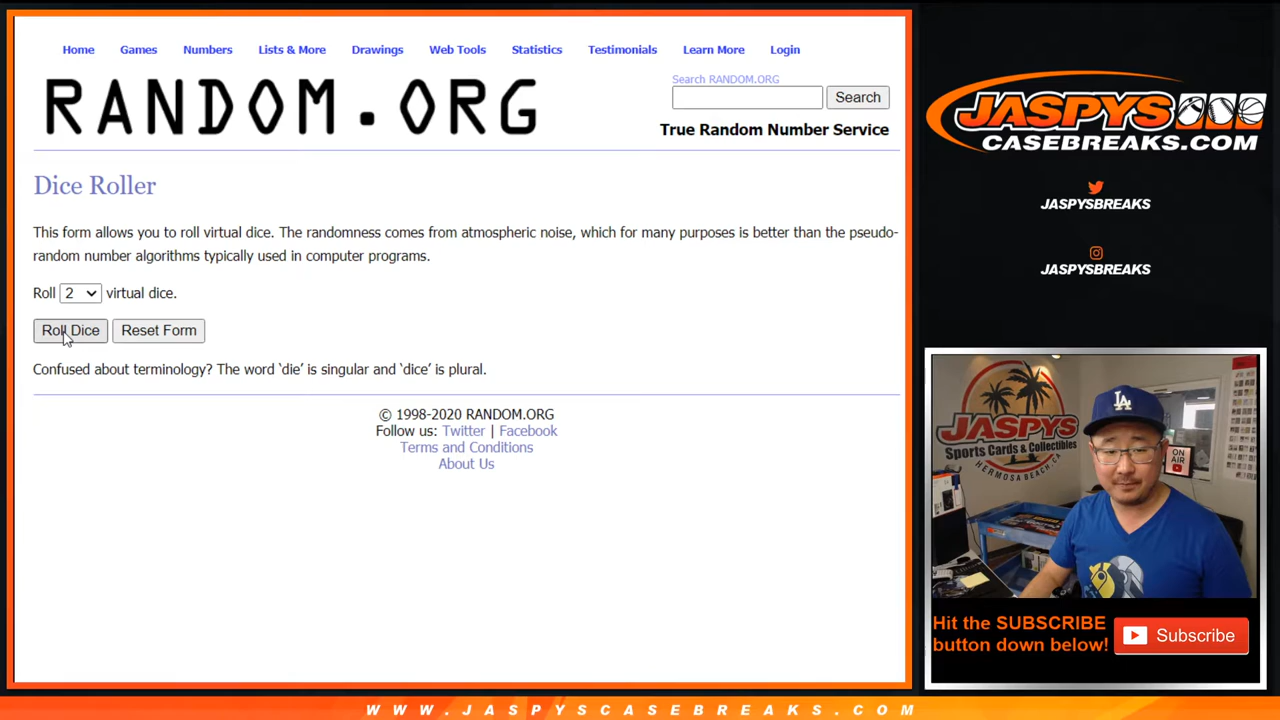 Home Games Numbers Lists & More Drawings Web Tools Statistics Testimonials Learn More Login
RANDOM.ORG
Search RANDOM.ORG
Search
True Random Number Service
Dice Roller
This form allows you to roll virtual dice. The randomness comes from atmospheric noise, which for many purposes is better than the pseudo-
random number algorithms typically used in computer programs.
Roll 2 virtual dice.
Roll Dice Reset Form
Confused about terminology? The word ‘die’ is singular and ‘dice’ is plural.
© 1998-2020 RANDOM.ORG
Follow us: Twitter | Facebook
Terms and Conditions
About Us
JASPYS
CASEBREAKS.COM
JASPYSBREAKS
JASPYSBREAKS
JASPYS
Sports Cards & Collectibles
HERMOSA BEACH, CA
LA
ON
AIR
Hit the SUBSCRIBE
button down below!
Subscribe
WWW.JASPYSCASEBREAKS.COM